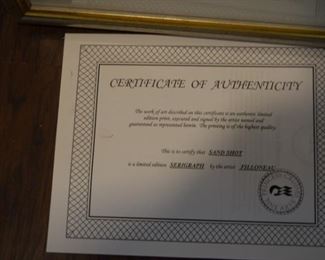 CERTIFICATE OF AUTHENTICITY
The work of art described on this certificate is an authentic limited
edition print, executed and signed by the artist named and
guaranteed as represented herein. The printing is of the highest quality.
This is to certify that SAND SHOT
is a limited edition SERIGRAPH by the artist FILLONEAU